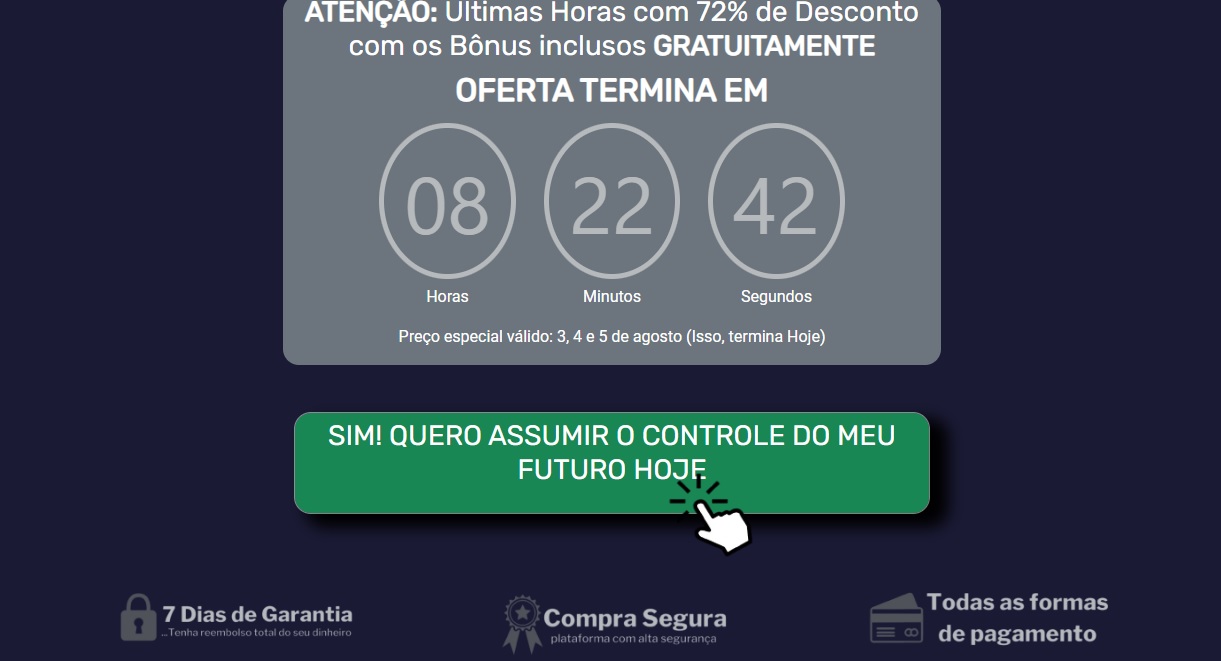 ATENÇÃO: Últimas Horas com 72% de Desconto
com os Bônus inclusos GRATUITAMENTE
OFERTA TERMINA EM
08 22 42
Horas Minutos Segundos
Preço especial válido: 3, 4 e 5 de agosto (Isso, termina Hoje)
SIM! QUERO ASSUMIR O CONTROLE DO MEU
FUTURO HOJE
7 Dias de Garantia
...Tenha reembolso total do seu dinheiro
Compra Segura
plataforma com alta segurança
Todas as formas
de pagamento